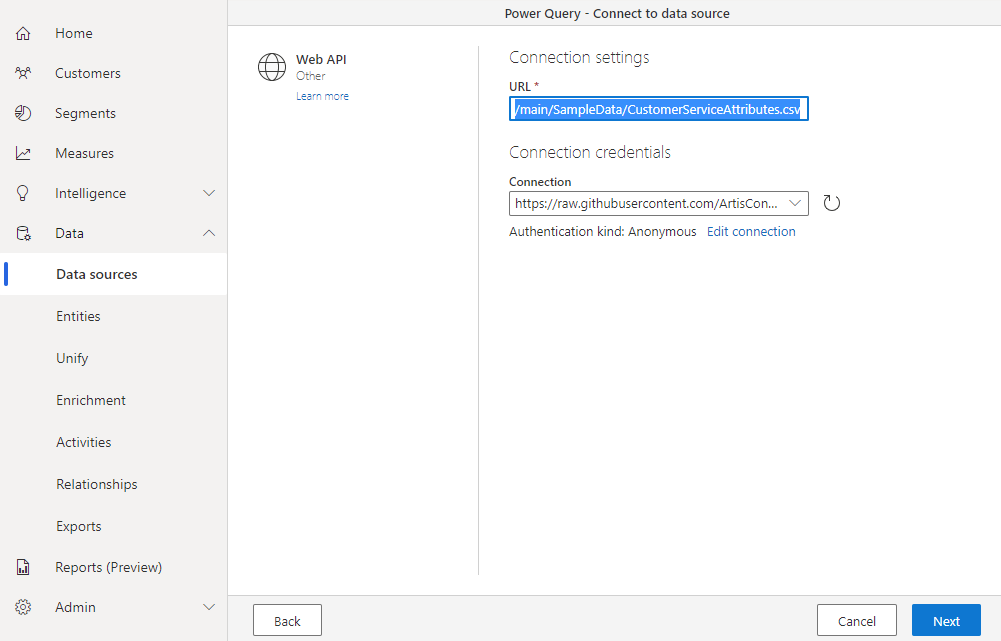 Home
Customers
Segments
Measures
Intelligence
Data
Data sources
Entities
Unify
Enrichment
Activities
Relationships
Exports
Reports (Preview)
Admin
Power Query - Connect to data source
Web API
Other
Learn more
Connection settings
URL *
/main/SampleData/CustomerServiceAttributes.csv
Connection credentials
Connection
https://raw.githubusercontent.com/ArtisCon...
Authentication kind: Anonymous Edit connection
Back
Cancel
Next